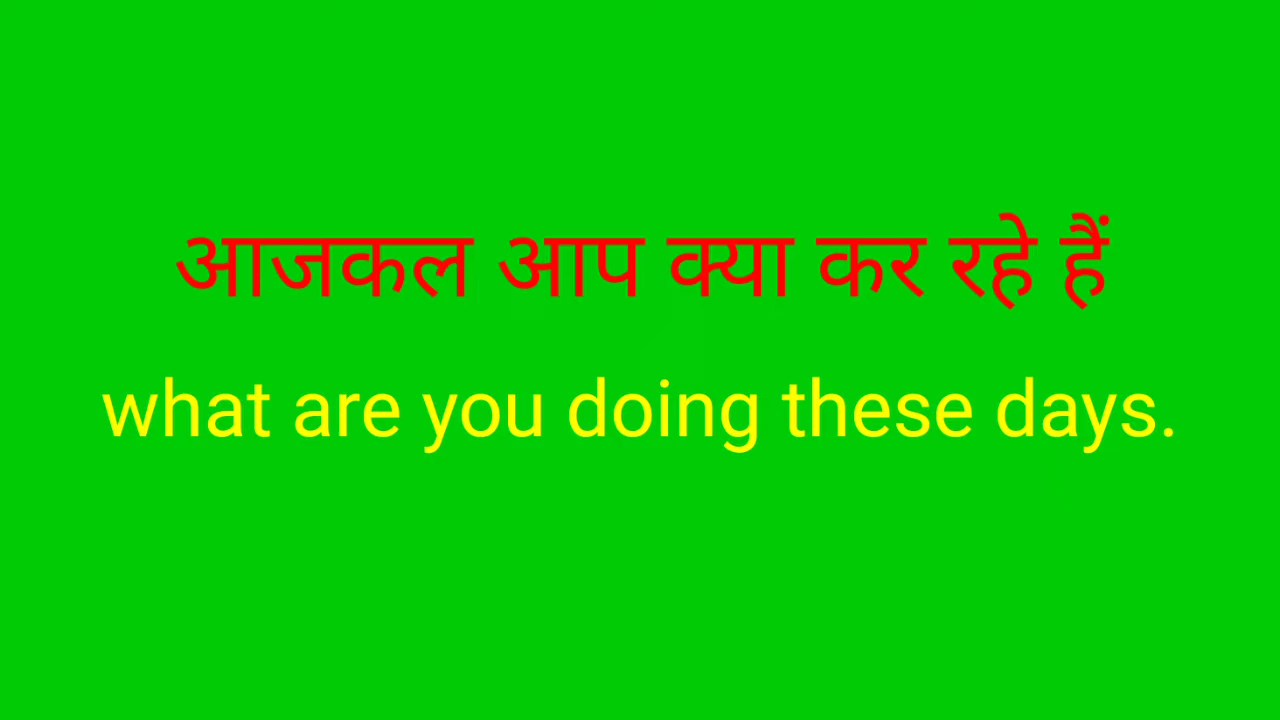 आजकल आप क्या कर रहे हैं
what are you doing these days.